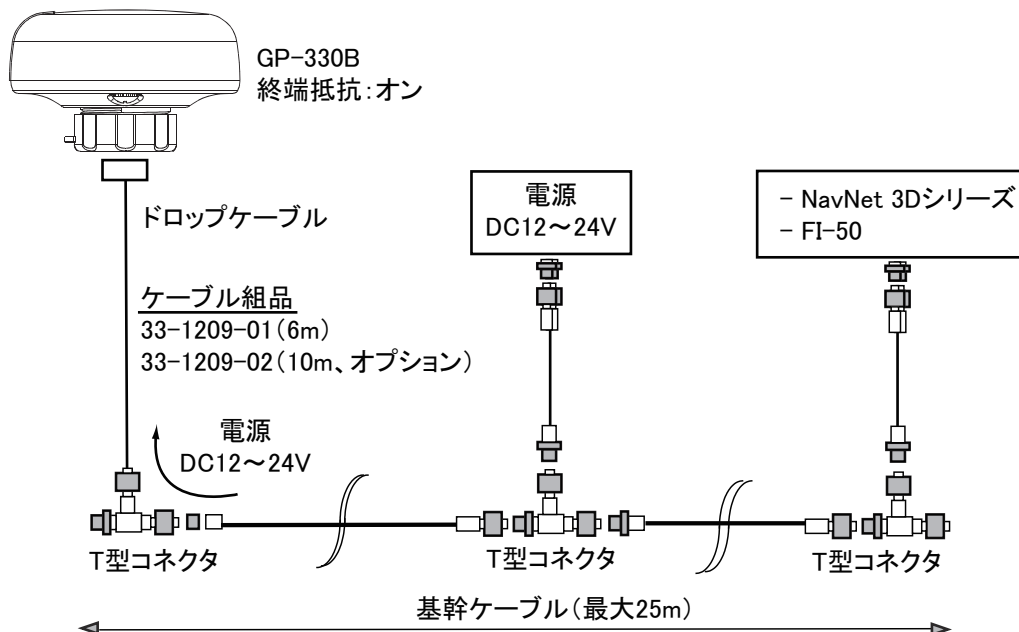 GP-330B
終端抵抗：オン
ドロップケーブル
ケーブル組品
33-1209-01（6m）
33-1209-02（10m、オプション）
電源
DC12～24V
電源
DC12～24V
- NavNet 3Dシリーズ
- FI-50
T型コネクタ
T型コネクタ
T型コネクタ
基幹ケーブル（最大25m）